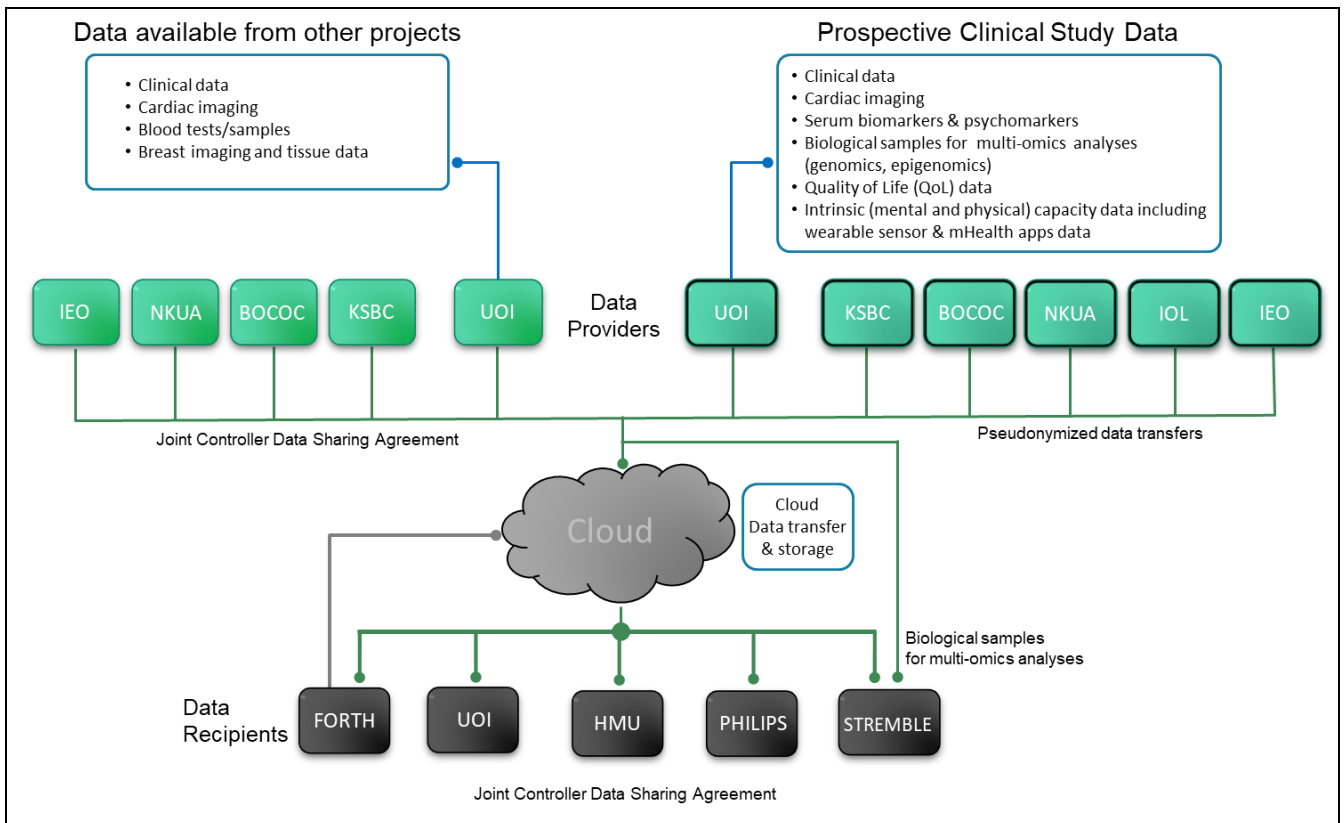 Data available from other projects
• Clinical data
• Cardiac imaging
• Blood tests/samples
• Breast imaging and tissue data
Prospective Clinical Study Data
• Clinical data
• Cardiac imaging
• Serum biomarkers & psychomarkers
• Biological samples for multi-omics analyses
(genomics, epigenomics)
• Quality of Life (QoL) data
• Intrinsic (mental and physical) capacity data including
wearable sensor & mHealth apps data
IEO
NKUA
BOCOC
KSBC
UOI
Data
Providers
UOI
KSBC
BOCOC
NKUA
IOL
IEO
Joint Controller Data Sharing Agreement
Pseudonymized data transfers
Cloud
Cloud
Data transfer
& storage
Biological samples
for multi-omics analyses
Data
Recipients
FORTH
UOI
HMU
PHILIPS
STREMBLE
Joint Controller Data Sharing Agreement